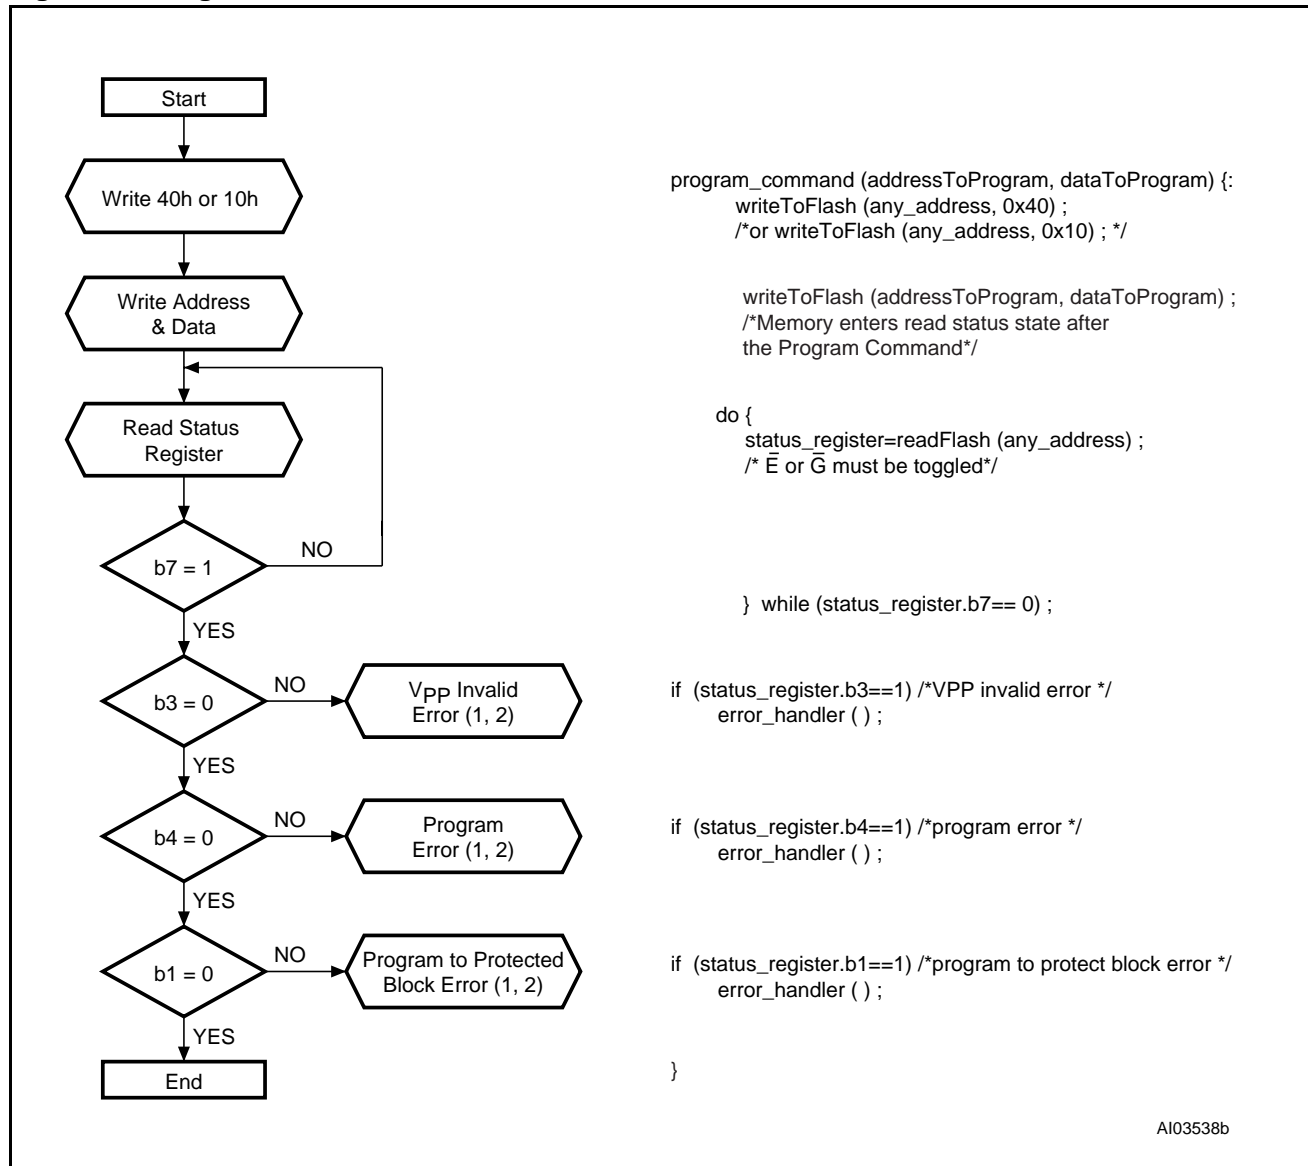 Start
Write 40h or 10h
program_command (addressToProgram, dataToProgram) {:
writeToFlash (any_address, 0x40) ;
/*or writeToFlash (any_address, 0x10) ; */
Write Address
& Data
writeToFlash (addressToProgram, dataToProgram) ;
/*Memory enters read status state after
the Program Command*/
Read Status
Register
do {
status_register=readFlash (any_address) ;
/* E̅ or G̅ must be toggled*/
b7 = 1
NO
} while (status_register.b7== 0) ;
YES
b3 = 0
NO
VPP Invalid
Error (1, 2)
if (status_register.b3==1) /*VPP invalid error */
error_handler ( ) ;
YES
b4 = 0
NO
Program
Error (1, 2)
if (status_register.b4==1) /*program error */
error_handler ( ) ;
YES
b1 = 0
NO
Program to Protected
Block Error (1, 2)
if (status_register.b1==1) /*program to protect block error */
error_handler ( ) ;
YES
End
}
AI03538b